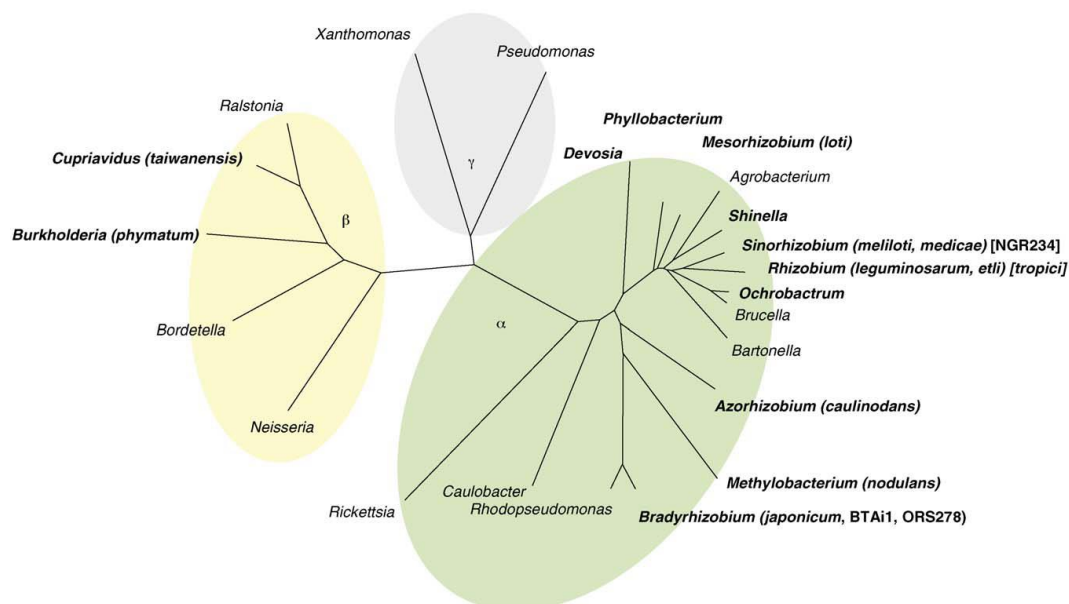 Xanthomonas
Pseudomonas
Ralstonia
Phyllobacterium
Mesorhizobium (loti)
Cupriavidus (taiwanensis)
Devosia
γ
Agrobacterium
β
Shinella
Burkholderia (phymatum)
Sinorhizobium (meliloti, medicae) [NGR234]
Rhizobium (leguminosarum, etli) [tropici]
Ochrobactrum
Brucella
Bordetella
α
Bartonella
Azorhizobium (caulinodans)
Neisseria
Methylobacterium (nodulans)
Caulobacter
Rickettsia
Rhodopseudomonas
Bradyrhizobium (japonicum, BTAi1, ORS278)